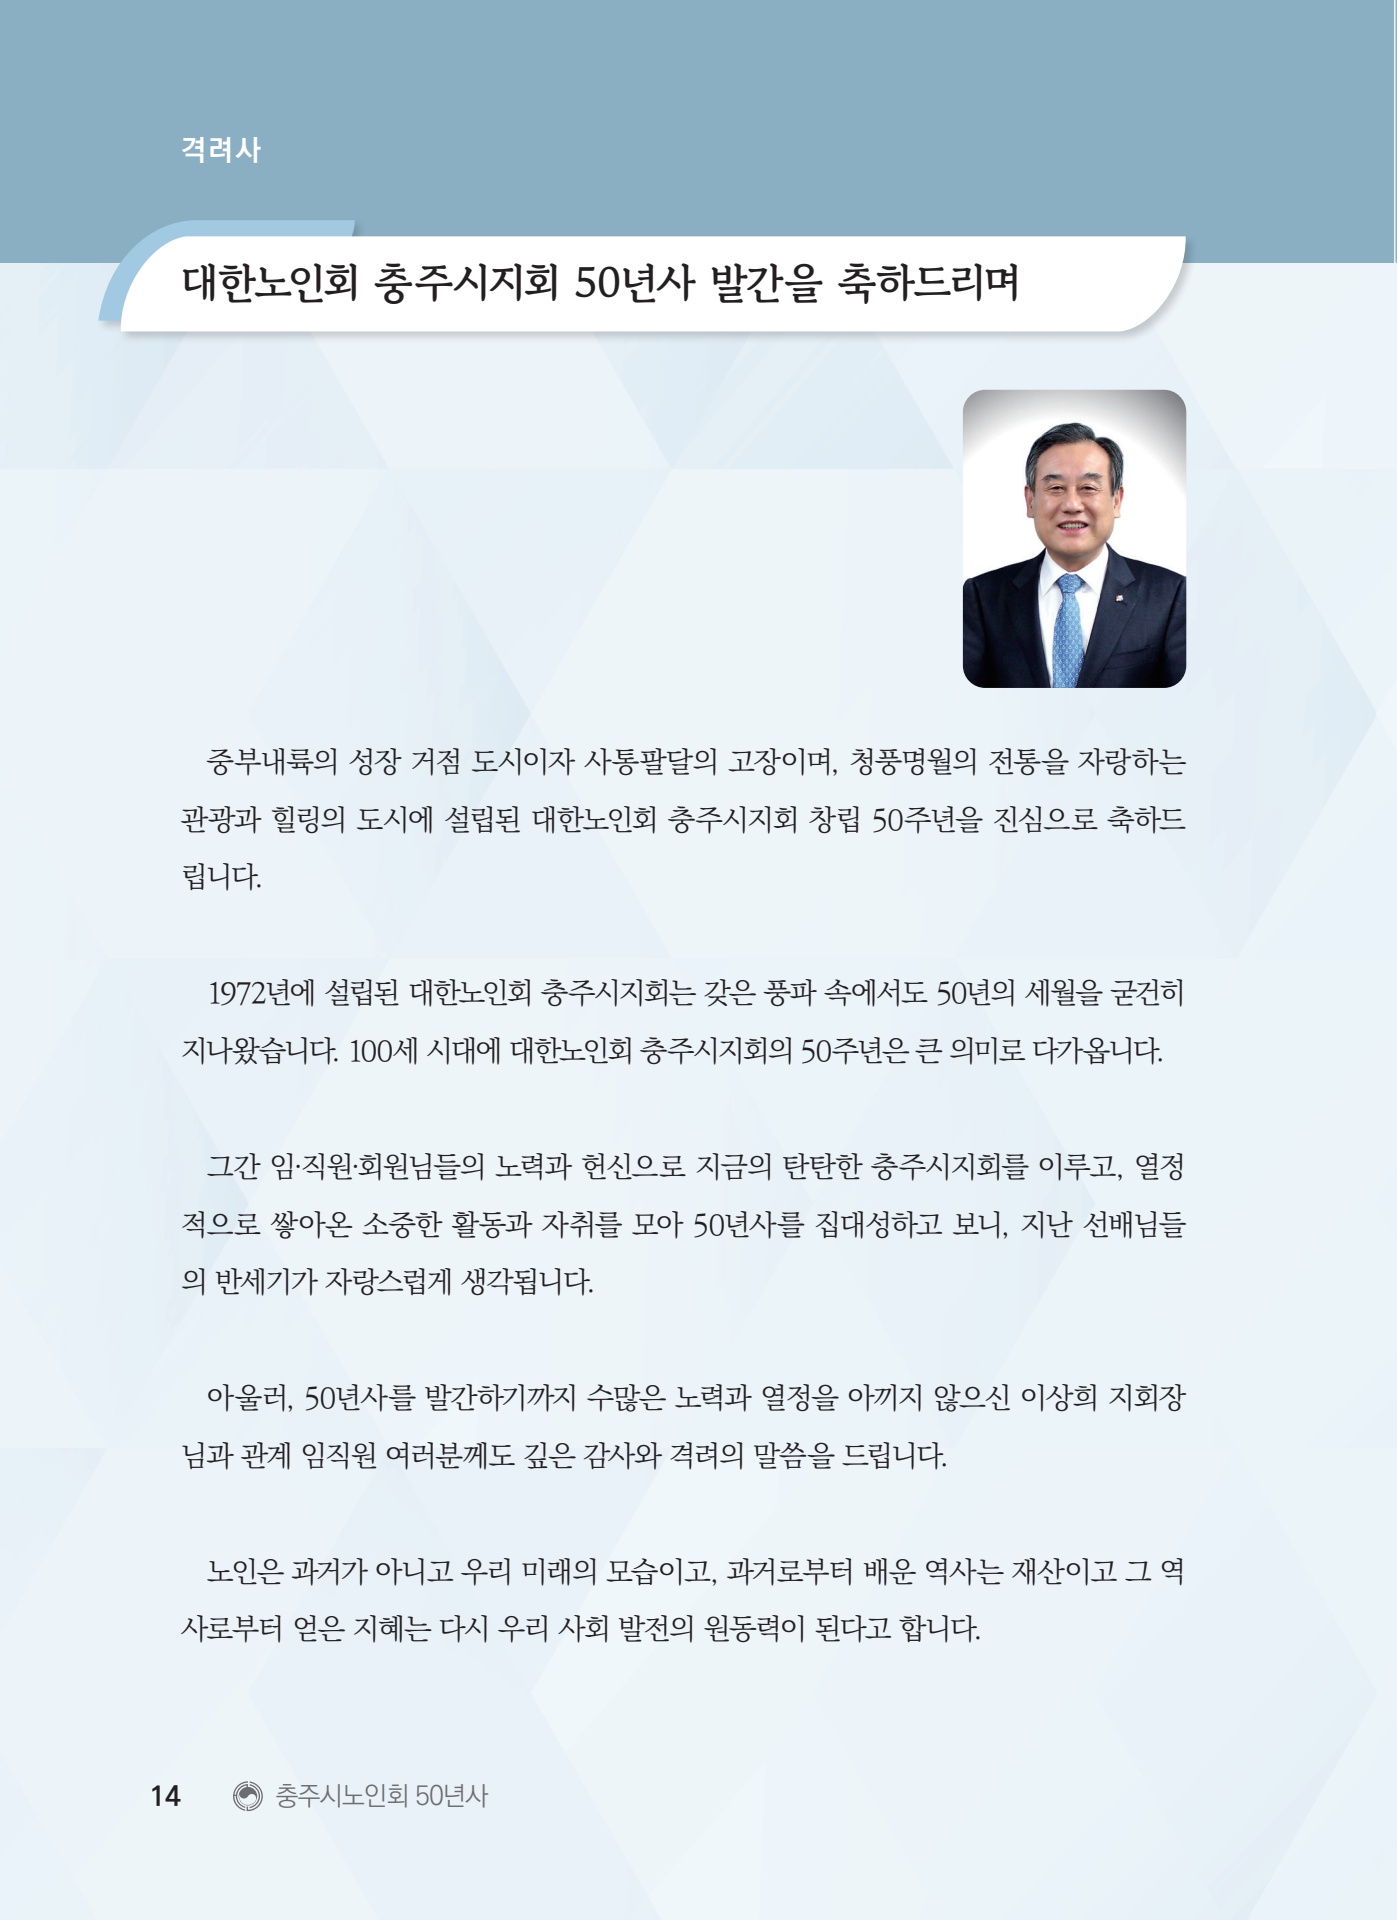 격려사
대한노인회 충주시지회 50년사 발간을 축하드리며
중부내륙의 성장 거점 도시이자 사통팔달의 고장이며, 청풍명월의 전통을 자랑하는
관광과 힐링의 도시에 설립된 대한노인회 충주시지회 창립 50주년을 진심으로 축하드
립니다.
1972년에 설립된 대한노인회 충주시지회는 갖은 풍파 속에서도 50년의 세월을 굳건히
지나왔습니다. 100세 시대에 대한노인회 충주시지회의 50주년은 큰 의미로 다가옵니다.
그간 임·직원·회원님들의 노력과 헌신으로 지금의 탄탄한 충주시지회를 이루고, 열정
적으로 쌓아온 소중한 활동과 자취를 모아 50년사를 집대성하고 보니, 지난 선배님들
의 반세기가 자랑스럽게 생각됩니다.
아울러, 50년사를 발간하기까지 수많은 노력과 열정을 아끼지 않으신 이상희 지회장
님과 관계 임직원 여러분께도 깊은 감사와 격려의 말씀을 드립니다.
노인은 과거가 아니고 우리 미래의 모습이고, 과거로부터 배운 역사는 재산이고 그 역
사로부터 얻은 지혜는 다시 우리 사회 발전의 원동력이 된다고 합니다.
14 충주시노인회 50년사